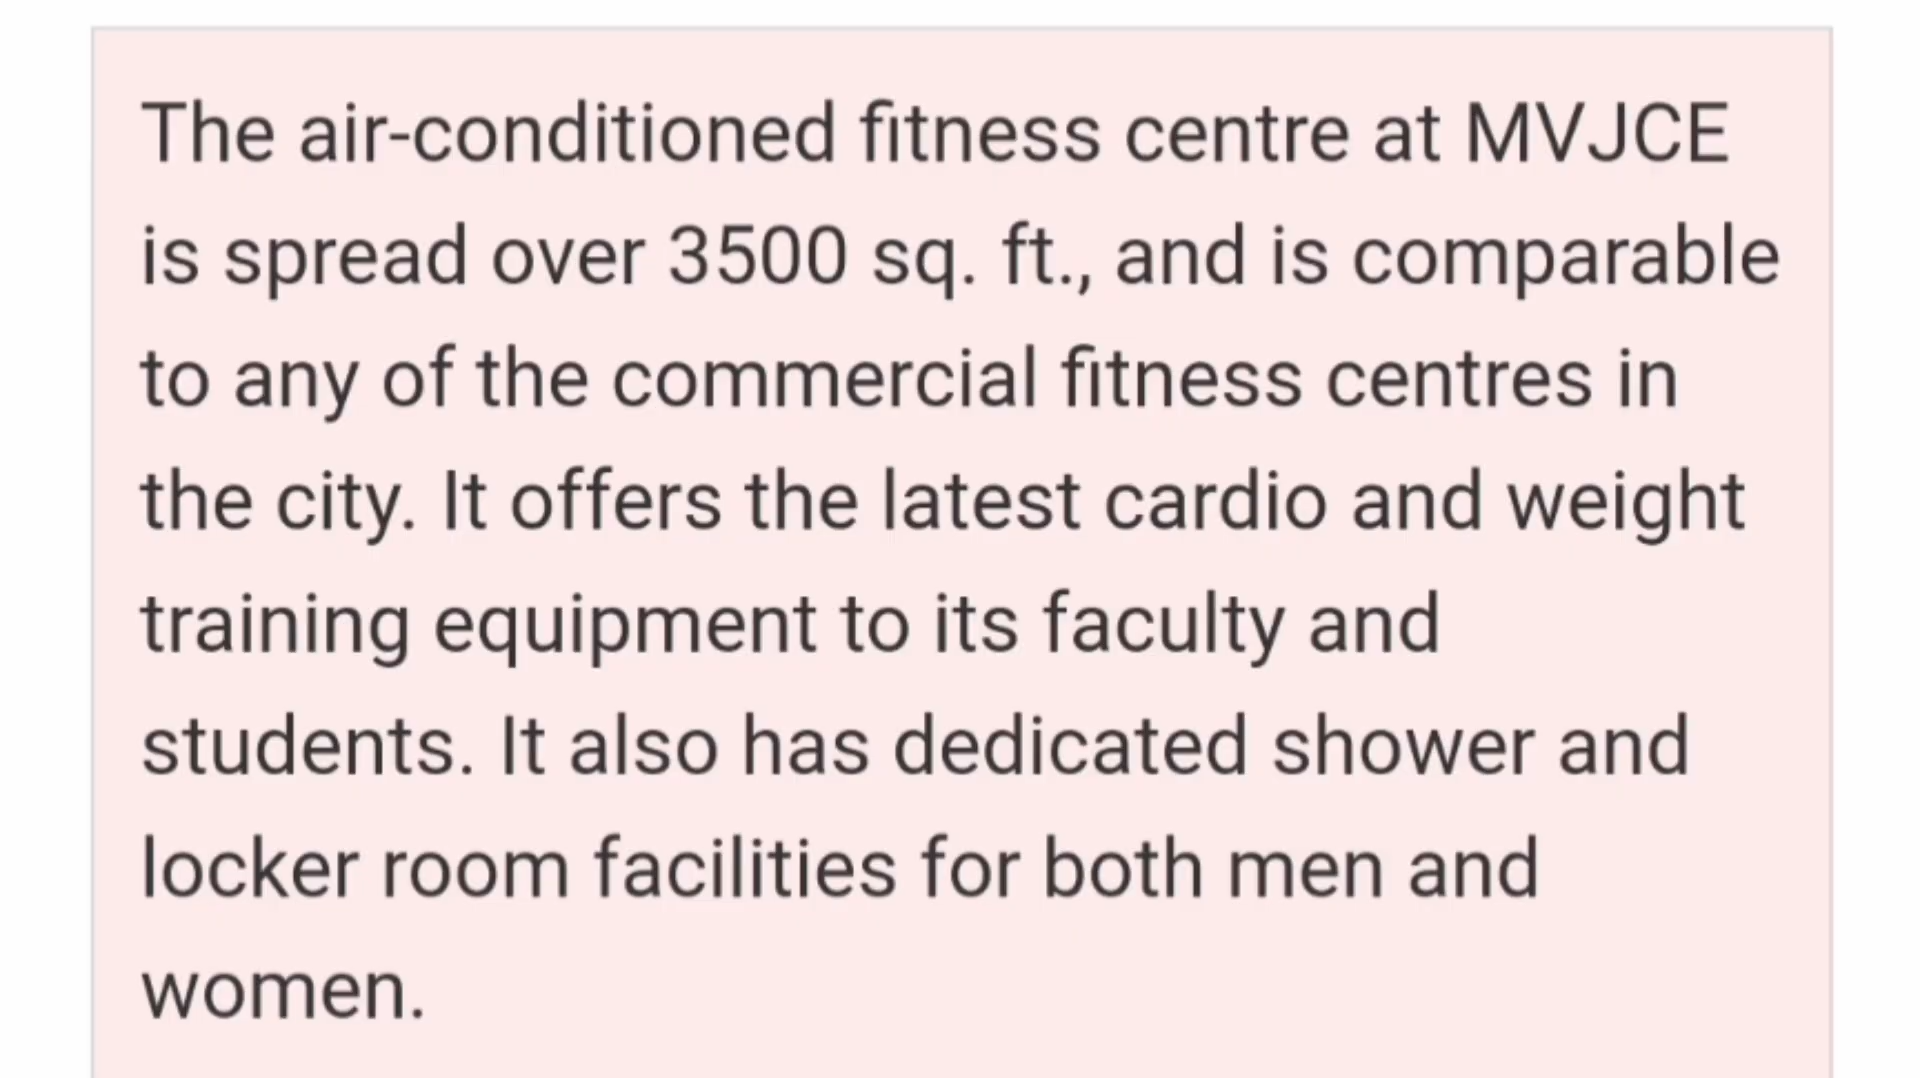 The air-conditioned fitness centre at MVJCE
is spread over 3500 sq. ft., and is comparable
to any of the commercial fitness centres in
the city. It offers the latest cardio and weight
training equipment to its faculty and
students. It also has dedicated shower and
locker room facilities for both men and
women.